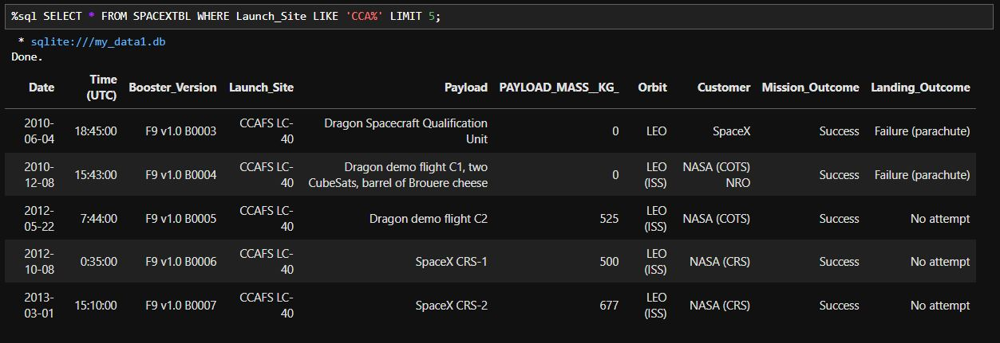 %sql SELECT * FROM SPACEXTBL WHERE Launch_Site LIKE 'CCA%' LIMIT 5;
* sqlite:///my_data1.db
Done.
Date Time (UTC) Booster_Version Launch_Site Payload PAYLOAD_MASS__KG_ Orbit Customer Mission_Outcome Landing_Outcome
2010-06-04 18:45:00 F9 v1.0 B0003 CCAFS LC-40 Dragon Spacecraft Qualification Unit 0 LEO SpaceX Success Failure (parachute)
2010-12-08 15:43:00 F9 v1.0 B0004 CCAFS LC-40 Dragon demo flight C1, two CubeSats, barrel of Brouere cheese 0 LEO (ISS) NASA (COTS) NRO Success Failure (parachute)
2012-05-22 7:44:00 F9 v1.0 B0005 CCAFS LC-40 Dragon demo flight C2 525 LEO (ISS) NASA (COTS) Success No attempt
2012-10-08 0:35:00 F9 v1.0 B0006 CCAFS LC-40 SpaceX CRS-1 500 LEO (ISS) NASA (CRS) Success No attempt
2013-03-01 15:10:00 F9 v1.0 B0007 CCAFS LC-40 SpaceX CRS-2 677 LEO (ISS) NASA (CRS) Success No attempt